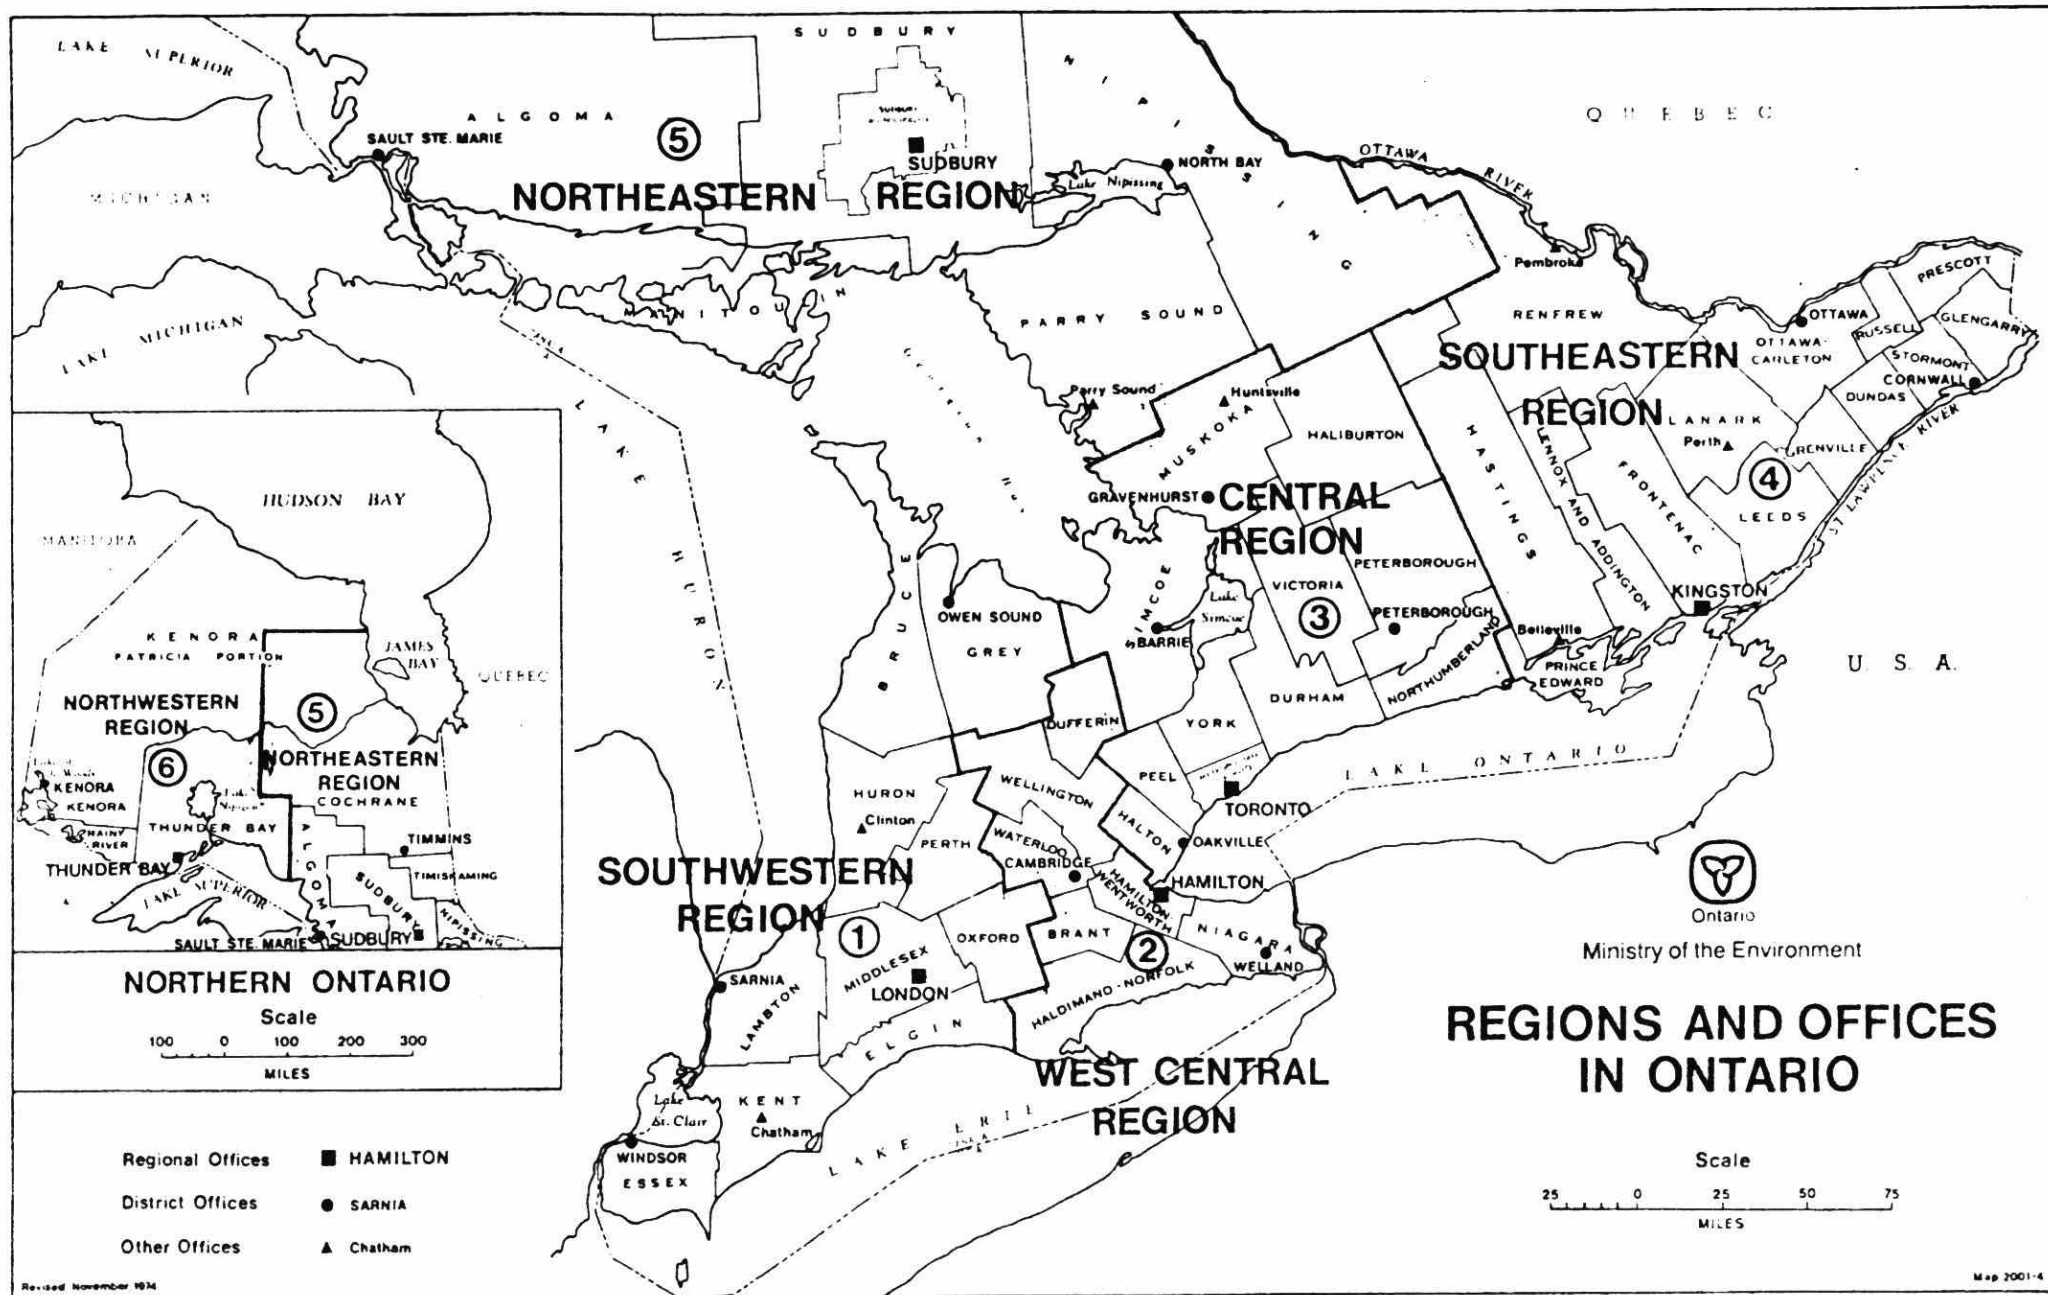 LAKE SUPERIOR
SUDBURY
NIPISSING
ALGOMA
5
SUDBURY
QUEBEC
SAULT STE. MARIE
SUDBURY
NORTH BAY
OTTAWA RIVER
MICHIGAN
NORTHEASTERN REGION
Lake Nipissing
Pembroke
PRESCOTT
MANITOULIN
PARRY SOUND
RENFREW
OTTAWA
GLENGARRY
RUSSELL
LAKE MICHIGAN
U.S.A.
OTTAWA-
CARLETON
SOUTHEASTERN
REGION
STORMONT
CORNWALL
DUNDAS
Parry Sound
Huntsville
LANARK
Perth
GRENVILLE
LAKE HURON
MUSKOKA
HALIBURTON
HASTINGS
LENNOX AND ADDINGTON
FRONTENAC
4
LEEDS
ST LAWRENCE RIVER
GRAVENHURST
CENTRAL
REGION
BRUCE
SIMCOE
PETERBOROUGH
VICTORIA
Lake
Simcoe
3
PETERBOROUGH
KINGSTON
OWEN SOUND
BARRIE
Belleville
GREY
PRINCE
EDWARD
NORTHUMBERLAND
U. S. A.
DURHAM
DUFFERIN
YORK
LAKE ONTARIO
PEEL
WELLINGTON
TORONTO
HURON
Clinton
HALTON
PERTH
WATERLOO
OAKVILLE
CAMBRIDGE
SOUTHWESTERN
REGION
HAMILTON
HAMILTON-
WENTWORTH
1
OXFORD
BRANT
2
NIAGARA
WELLAND
MIDDLESEX
SARNIA
LONDON
HALDIMAND-NORFOLK
LAMBTON
ELGIN
WEST CENTRAL
REGION
Lake
St. Clair
KENT
Chatham
LAKE ERIE
WINDSOR
ESSEX
HUDSON BAY
MANITOBA
KENORA
PATRICIA PORTION
JAMES
BAY
QUEBEC
NORTHWESTERN
REGION
5
6
NORTHEASTERN
REGION
COCHRANE
KENORA
KENORA
RAINY
RIVER
THUNDER BAY
ALGOMA
TIMMINS
THUNDER BAY
TIMISKAMING
LAKE SUPERIOR
SUDBURY
NIPISSING
SAULT STE. MARIE
SUDBURY
NORTHERN ONTARIO
Scale
100 0 100 200 300
MILES
Regional Offices HAMILTON
District Offices SARNIA
Other Offices Chatham
Revised November 1974
Ontario
Ministry of the Environment
REGIONS AND OFFICES
IN ONTARIO
Scale
25 0 25 50 75
MILES
Map 2001-4